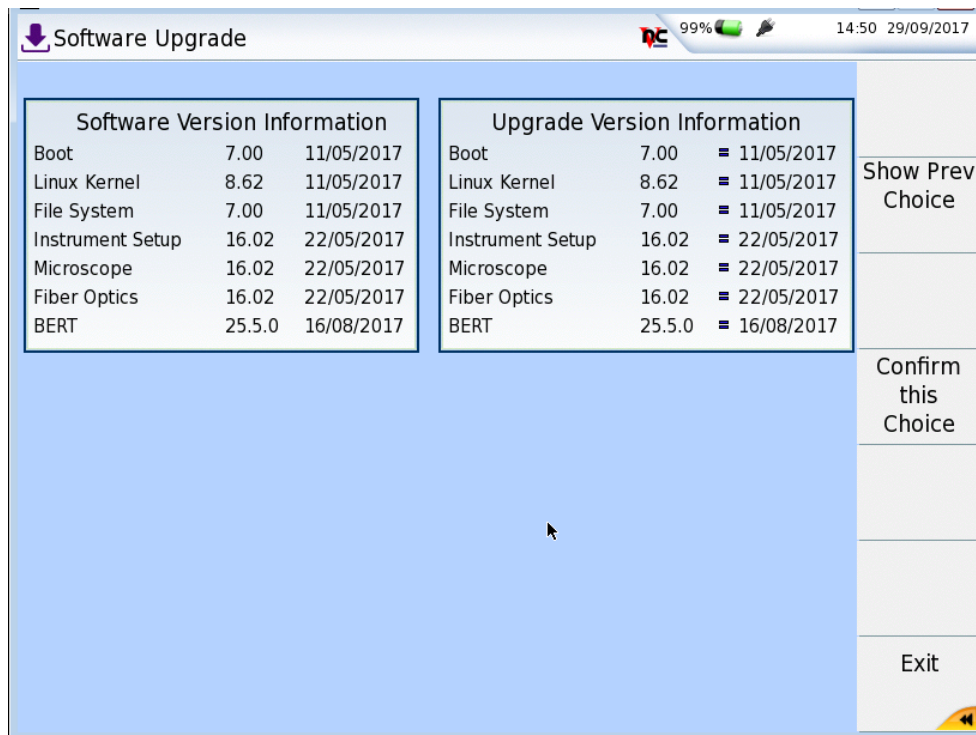 Software Upgrade
99%
14:50 29/09/2017
Software Version Information
Boot 7.00 11/05/2017
Linux Kernel 8.62 11/05/2017
File System 7.00 11/05/2017
Instrument Setup 16.02 22/05/2017
Microscope 16.02 22/05/2017
Fiber Optics 16.02 22/05/2017
BERT 25.5.0 16/08/2017
Upgrade Version Information
Boot 7.00 = 11/05/2017
Linux Kernel 8.62 = 11/05/2017
File System 7.00 = 11/05/2017
Instrument Setup 16.02 = 22/05/2017
Microscope 16.02 = 22/05/2017
Fiber Optics 16.02 = 22/05/2017
BERT 25.5.0 = 16/08/2017
Show Prev
Choice
Confirm
this
Choice
Exit